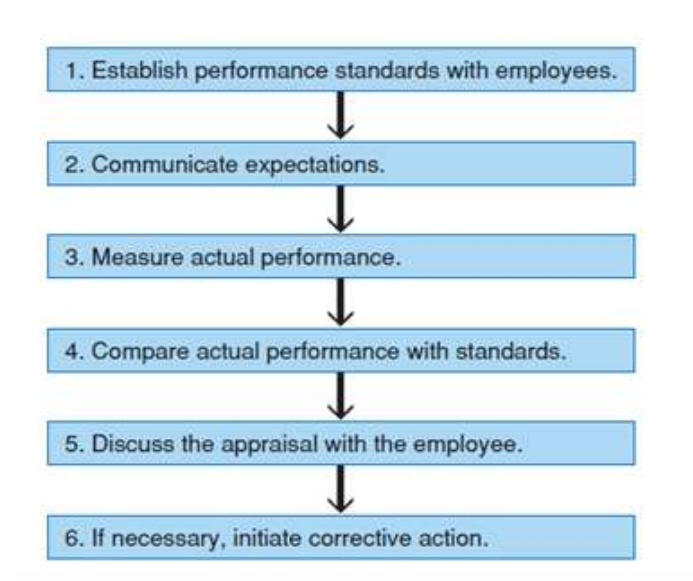 1. Establish performance standards with employees.
2. Communicate expectations.
3. Measure actual performance.
4. Compare actual performance with standards.
5. Discuss the appraisal with the employee.
6. If necessary, initiate corrective action.